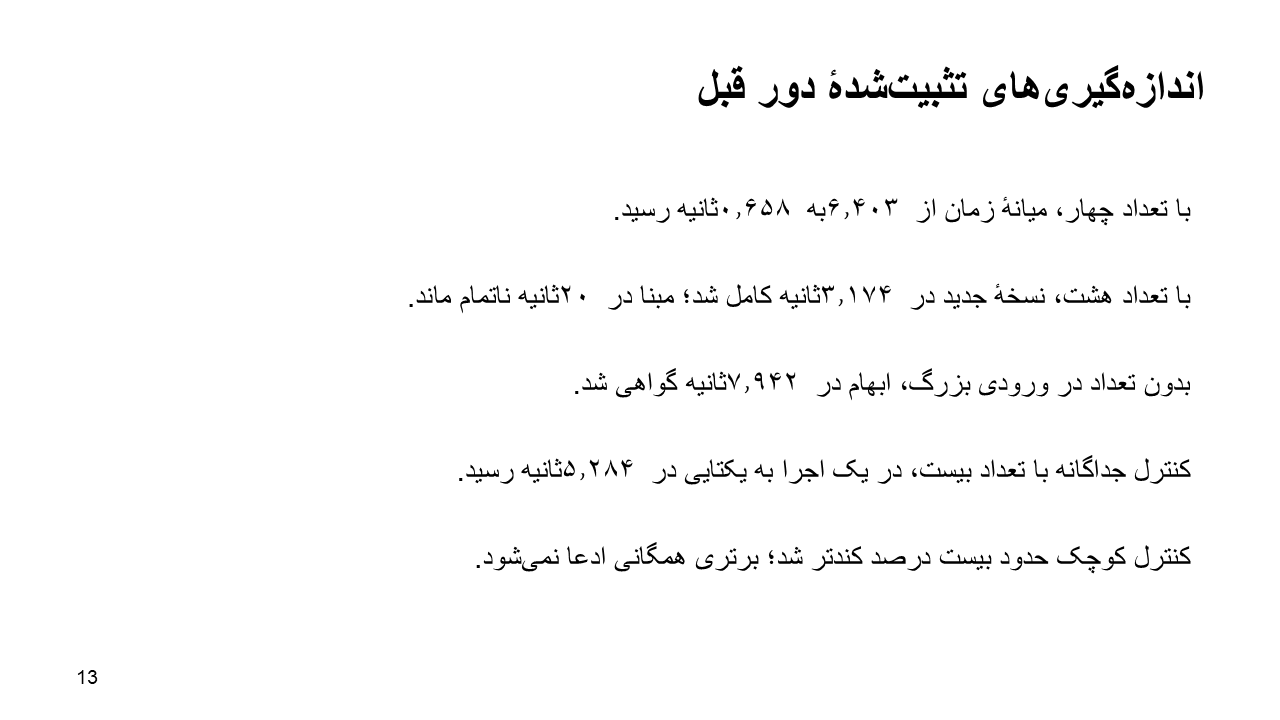 اندازه‌گیری‌های تثبیت‌شدهٔ دور قبل
با تعداد چهار، میانهٔ زمان از ۶٫۴۰۳ به ۰٫۶۵۸ ثانیه رسید.
با تعداد هشت، نسخهٔ جدید در ۳٫۱۷۴ ثانیه کامل شد؛ مبنا در ۲۰ ثانیه ناتمام ماند.
بدون تعداد در ورودی بزرگ، ابهام در ۷٫۹۴۲ ثانیه گواهی شد.
کنترل جداگانه با تعداد بیست، در یک اجرا به یکتایی در ۵٫۲۸۴ ثانیه رسید.
کنترل کوچک حدود بیست درصد کندتر شد؛ برتری همگانی ادعا نمی‌شود.
13